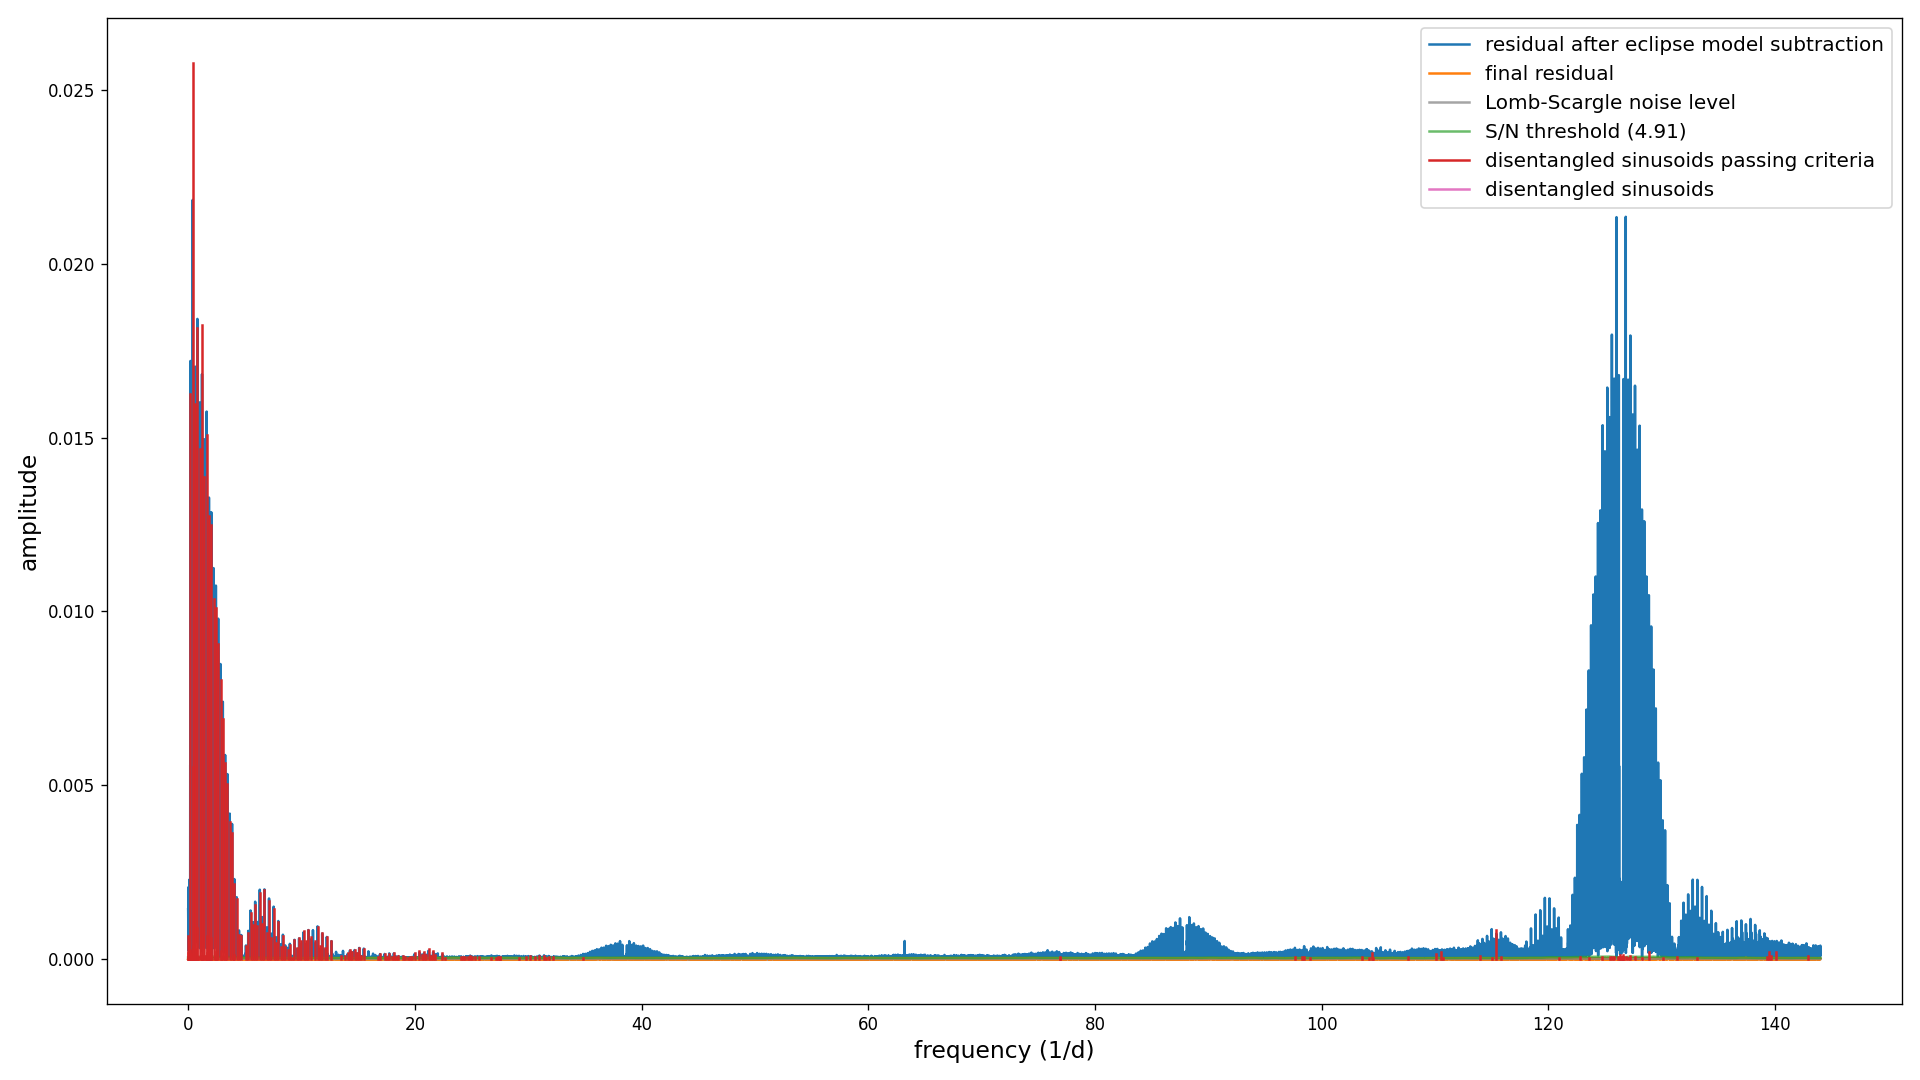 residual after eclipse model subtraction
final residual
Lomb-Scargle noise level
S/N threshold (4.91)
disentangled sinusoids passing criteria
disentangled sinusoids
0.025
0.020
0.015
0.010
0.005
0.000
amplitude
0 20 40 60 80 100 120 140
frequency (1/d)